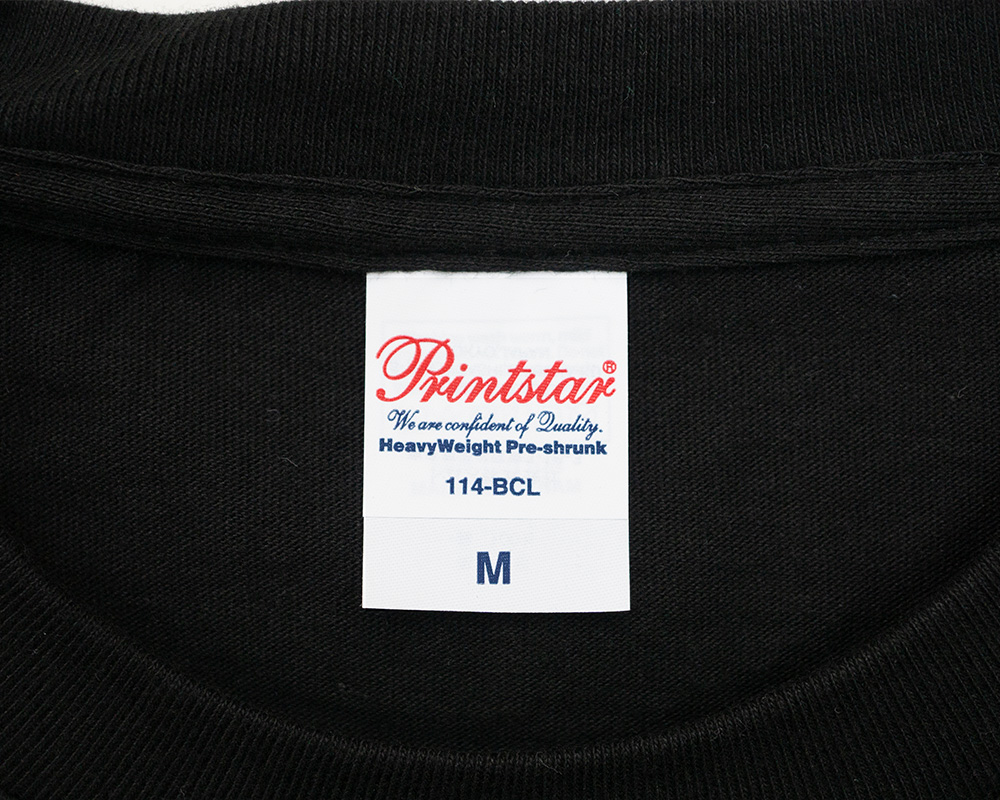 Printstar®
We are confident of Quality.
HeavyWeight Pre-shrunk
114-BCL
M